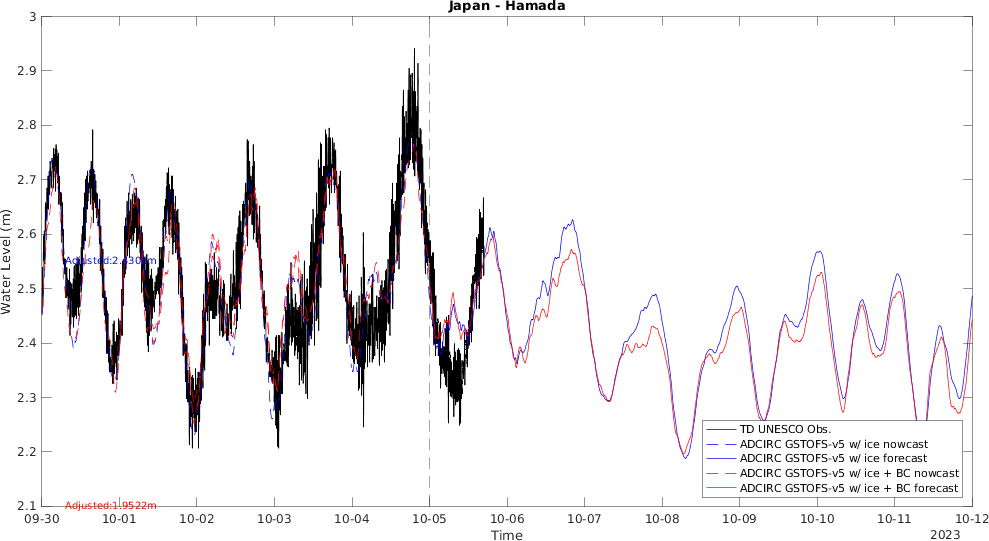 Japan - Hamada
3
2.9
2.8
2.7
2.6
2.5
2.4
2.3
2.2
2.1
Water Level (m)
Adjusted:1.9522m
TD UNESCO Obs.
ADCIRC GSTOFS-v5 w/ ice nowcast
ADCIRC GSTOFS-v5 w/ ice forecast
ADCIRC GSTOFS-v5 w/ ice + BC nowcast
ADCIRC GSTOFS-v5 w/ ice + BC forecast
09-30 10-01 10-02 10-03 10-04 10-05 10-06 10-07 10-08 10-09 10-10 10-11 10-12
Time
2023